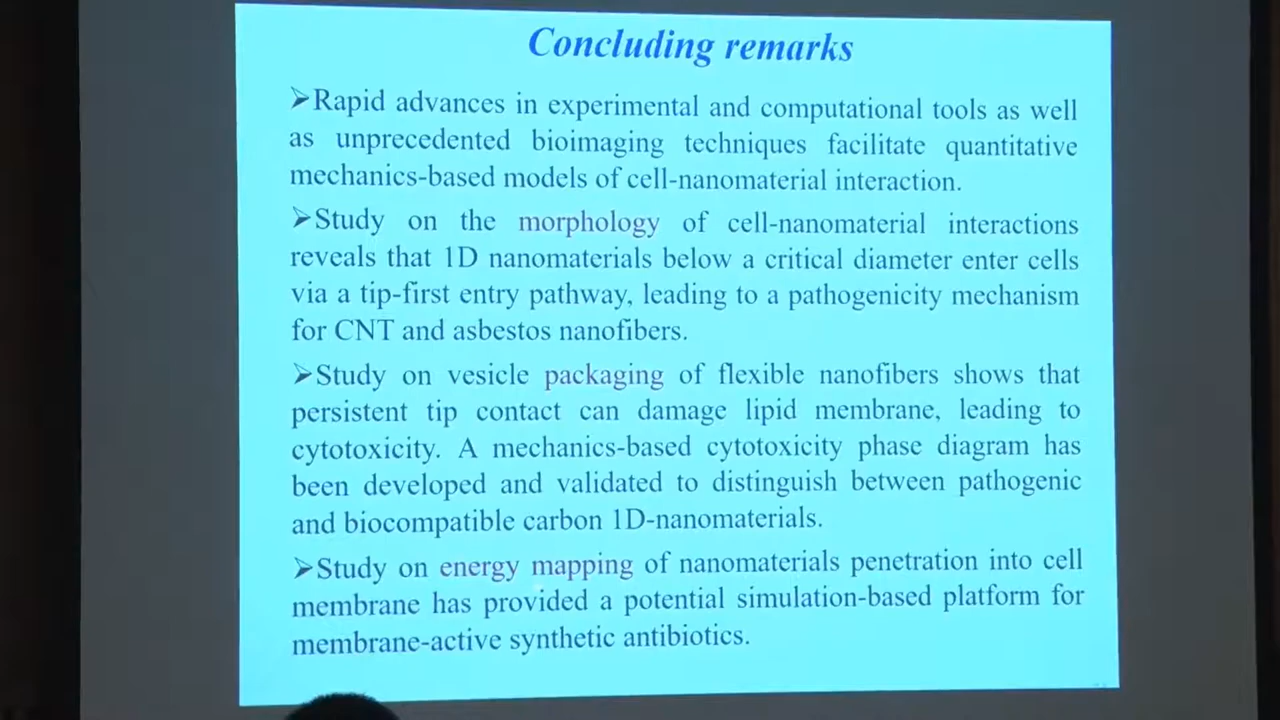 Concluding remarks
➢Rapid advances in experimental and computational tools as well
as unprecedented bioimaging techniques facilitate quantitative
mechanics-based models of cell-nanomaterial interaction.
➢Study on the morphology of cell-nanomaterial interactions
reveals that 1D nanomaterials below a critical diameter enter cells
via a tip-first entry pathway, leading to a pathogenicity mechanism
for CNT and asbestos nanofibers.
➢Study on vesicle packaging of flexible nanofibers shows that
persistent tip contact can damage lipid membrane, leading to
cytotoxicity. A mechanics-based cytotoxicity phase diagram has
been developed and validated to distinguish between pathogenic
and biocompatible carbon 1D-nanomaterials.
➢Study on energy mapping of nanomaterials penetration into cell
membrane has provided a potential simulation-based platform for
membrane-active synthetic antibiotics.